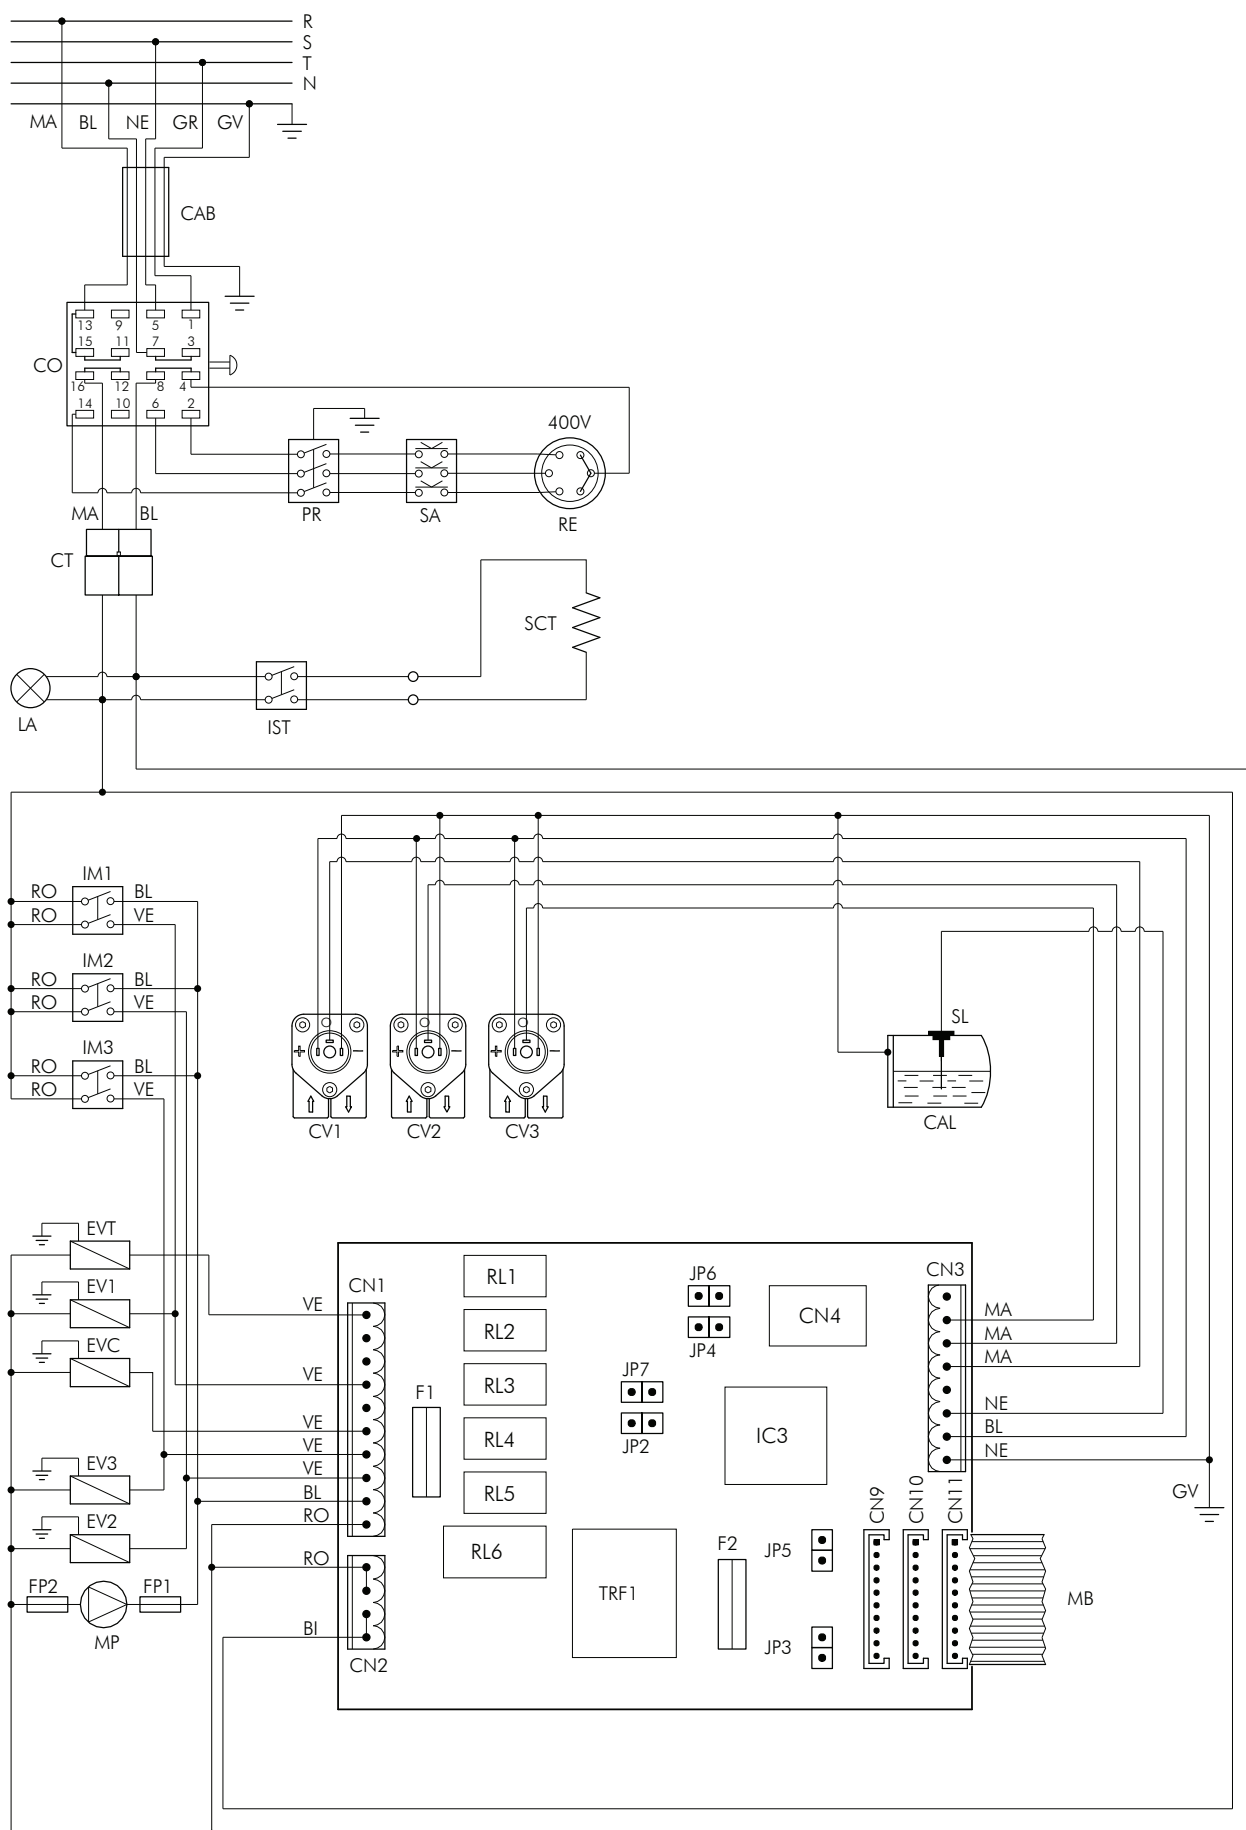 R
S
T
N
MA BL NE GR GV
CAB
13 9 5 1
15 11 7 3
CO
16 12 8 4
14 10 6 2
400V
PR SA RE
MA BL
CT
SCT
LA
IST
IM1
RO BL
RO VE
IM2
RO BL
RO VE
IM3
RO BL
RO VE
+ − + − + −
CV1 CV2 CV3
SL
CAL
EVT
EV1
EVC
EV3
EV2
FP2 FP1
MP
CN1
VE
VE
VE
VE
VE
BL
RO
RO
BI
CN2
F1
RL1
RL2
RL3
RL4
RL5
RL6
JP6
JP4
JP7
JP2
CN4
IC3
TRF1
F2
JP5
JP3
CN3
MA
MA
MA
NE
BL
NE
GV
CN9
CN10
CN11
MB